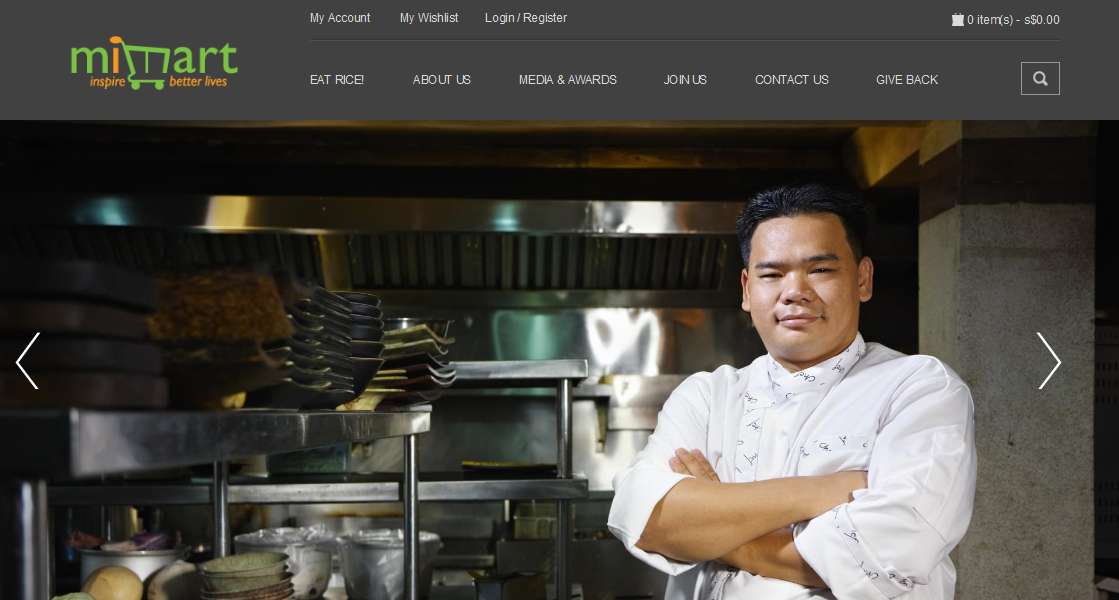 My Account My Wishlist Login / Register 0 item(s) - s$0.00
mimart
inspire better lives
EAT RICE! ABOUT US MEDIA & AWARDS JOIN US CONTACT US GIVE BACK